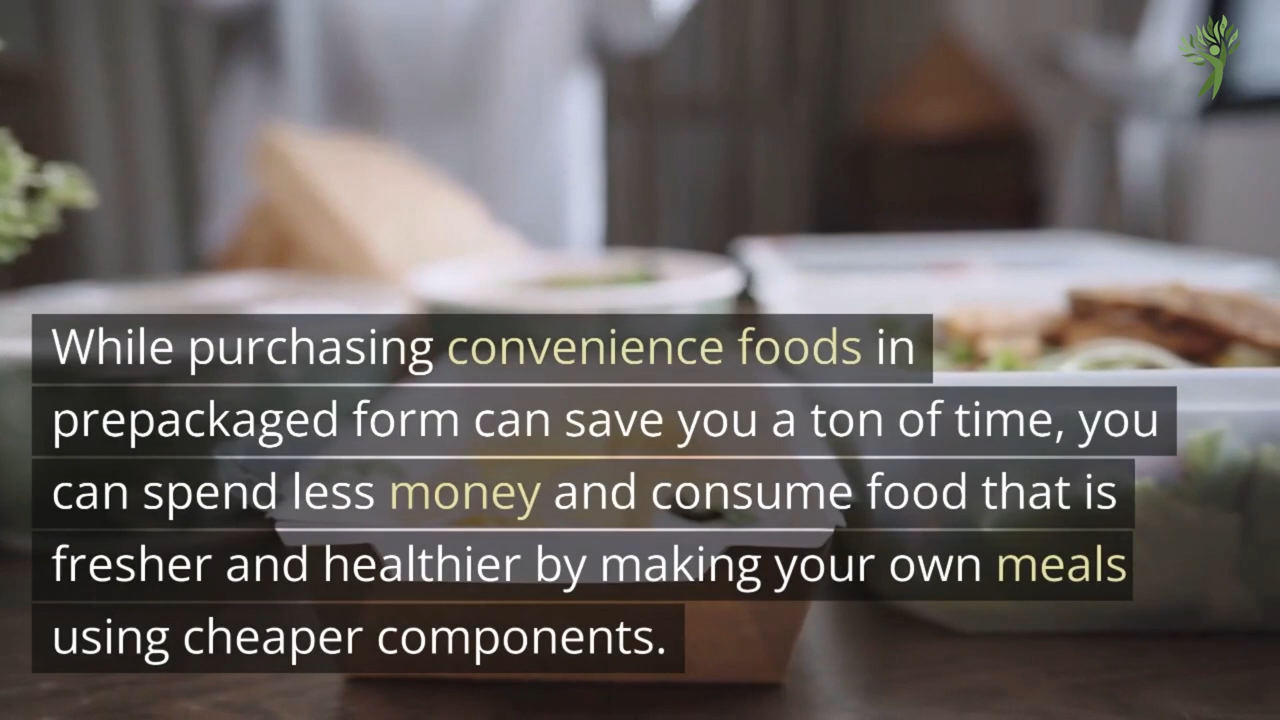 While purchasing convenience foods in
prepackaged form can save you a ton of time, you
can spend less money and consume food that is
fresher and healthier by making your own meals
using cheaper components.